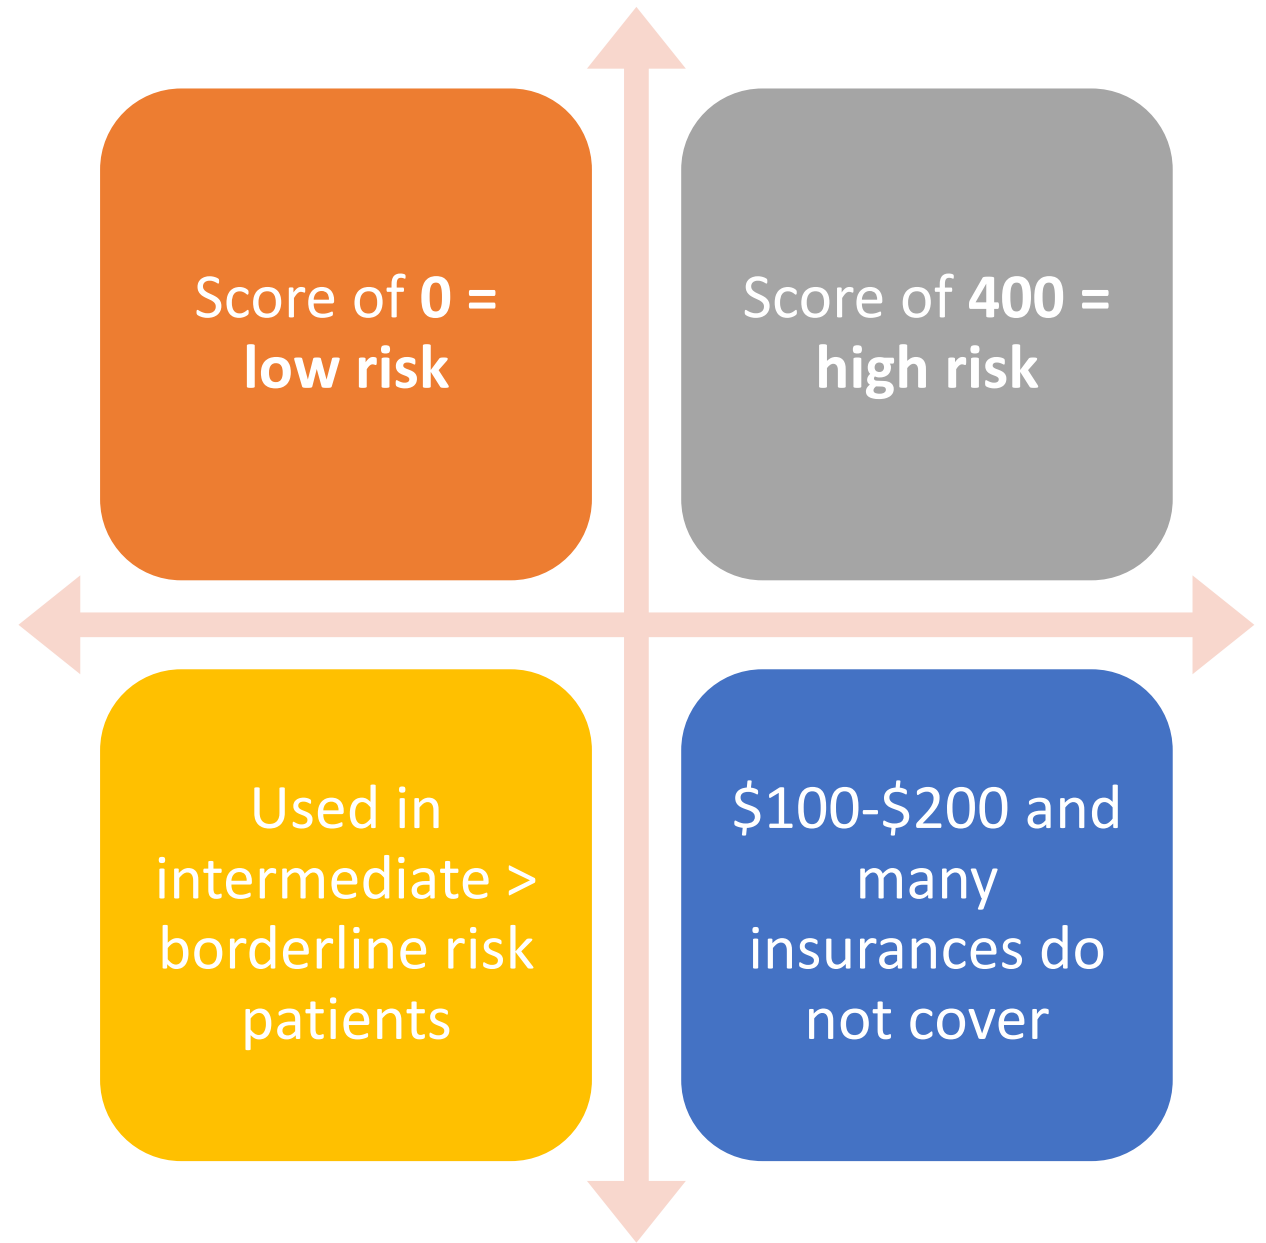 Score of 0 =
low risk
Score of 400 =
high risk
Used in
intermediate >
borderline risk
patients
$100-$200 and
many
insurances do
not cover